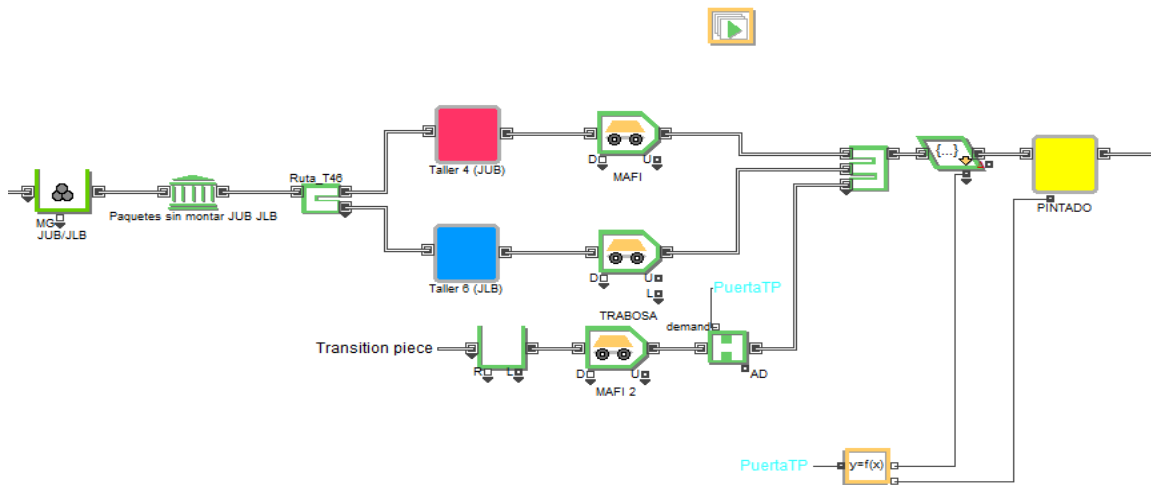 Ruta_T46
MG
JUB/JLB
Paquetes sin montar JUB JLB
Taller 4 (JUB)
D
U
MAFI
{...}
PINTADO
Taller 6 (JLB)
D
U
L
TRABOSA
PuertaTP
demand
Transition piece
R
L
D
U
MAFI 2
AD
PuertaTP
y=f(x)